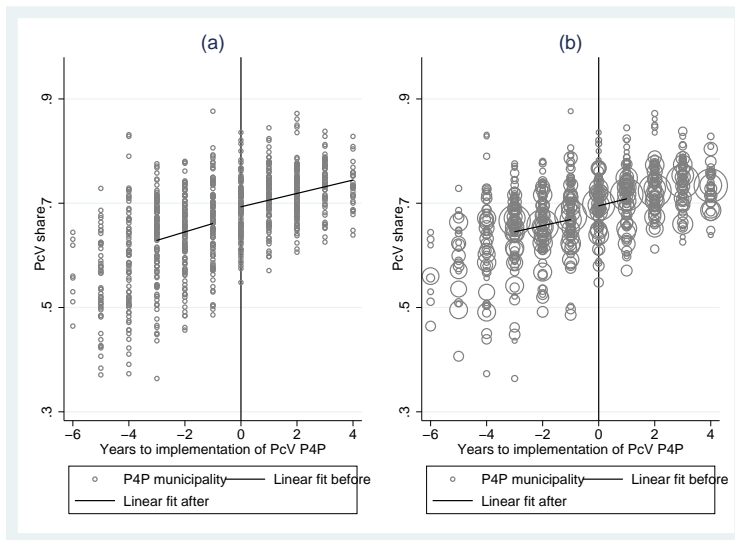 (a)
PcV share
.9
.7
.5
.3
−6 −4 −2 0 2 4
Years to implementation of PcV P4P
P4P municipality Linear fit before
Linear fit after
(b)
PcV share
.9
.7
.5
.3
−6 −4 −2 0 2 4
Years to implementation of PcV P4P
P4P municipality Linear fit before
Linear fit after